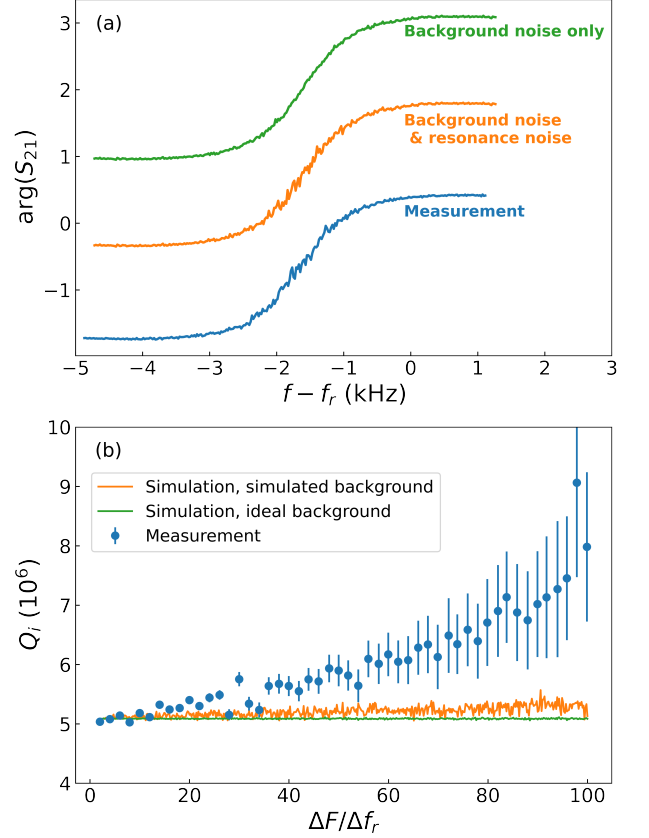 (a)
Background noise only
Background noise
& resonance noise
Measurement
arg(S₂₁)
3
2
1
0
−1
−5 −4 −3 −2 −1 0 1 2 3
f − fᵣ (kHz)
(b)
Simulation, simulated background
Simulation, ideal background
Measurement
Qᵢ (10⁶)
10
9
8
7
6
5
4
0 20 40 60 80 100
ΔF/Δfᵣ